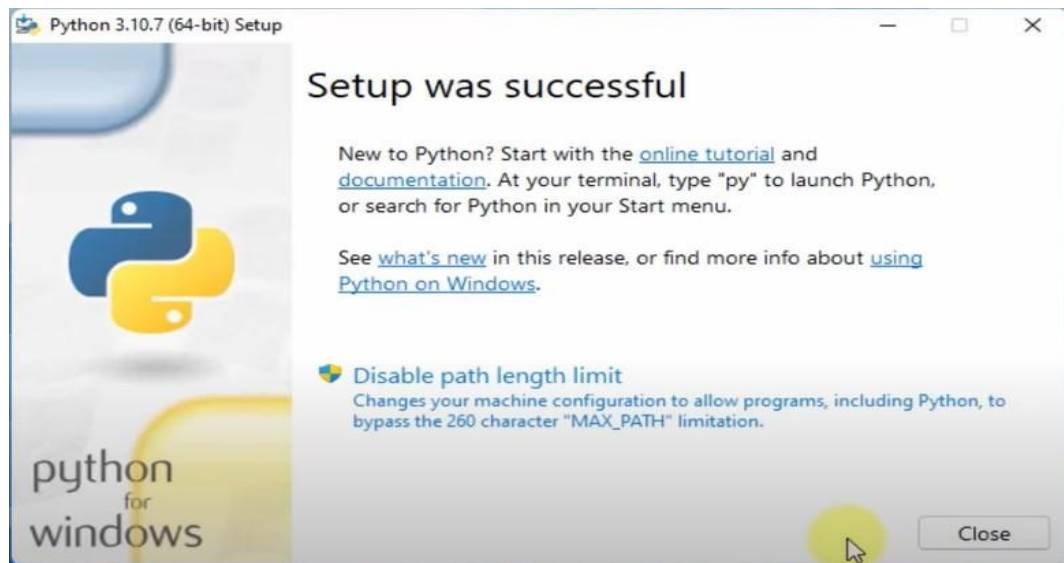 Python 3.10.7 (64-bit) Setup
Setup was successful
New to Python? Start with the online tutorial and
documentation. At your terminal, type "py" to launch Python,
or search for Python in your Start menu.
See what's new in this release, or find more info about using
Python on Windows.
Disable path length limit
Changes your machine configuration to allow programs, including Python, to
bypass the 260 character "MAX_PATH" limitation.
python
for
windows
Close